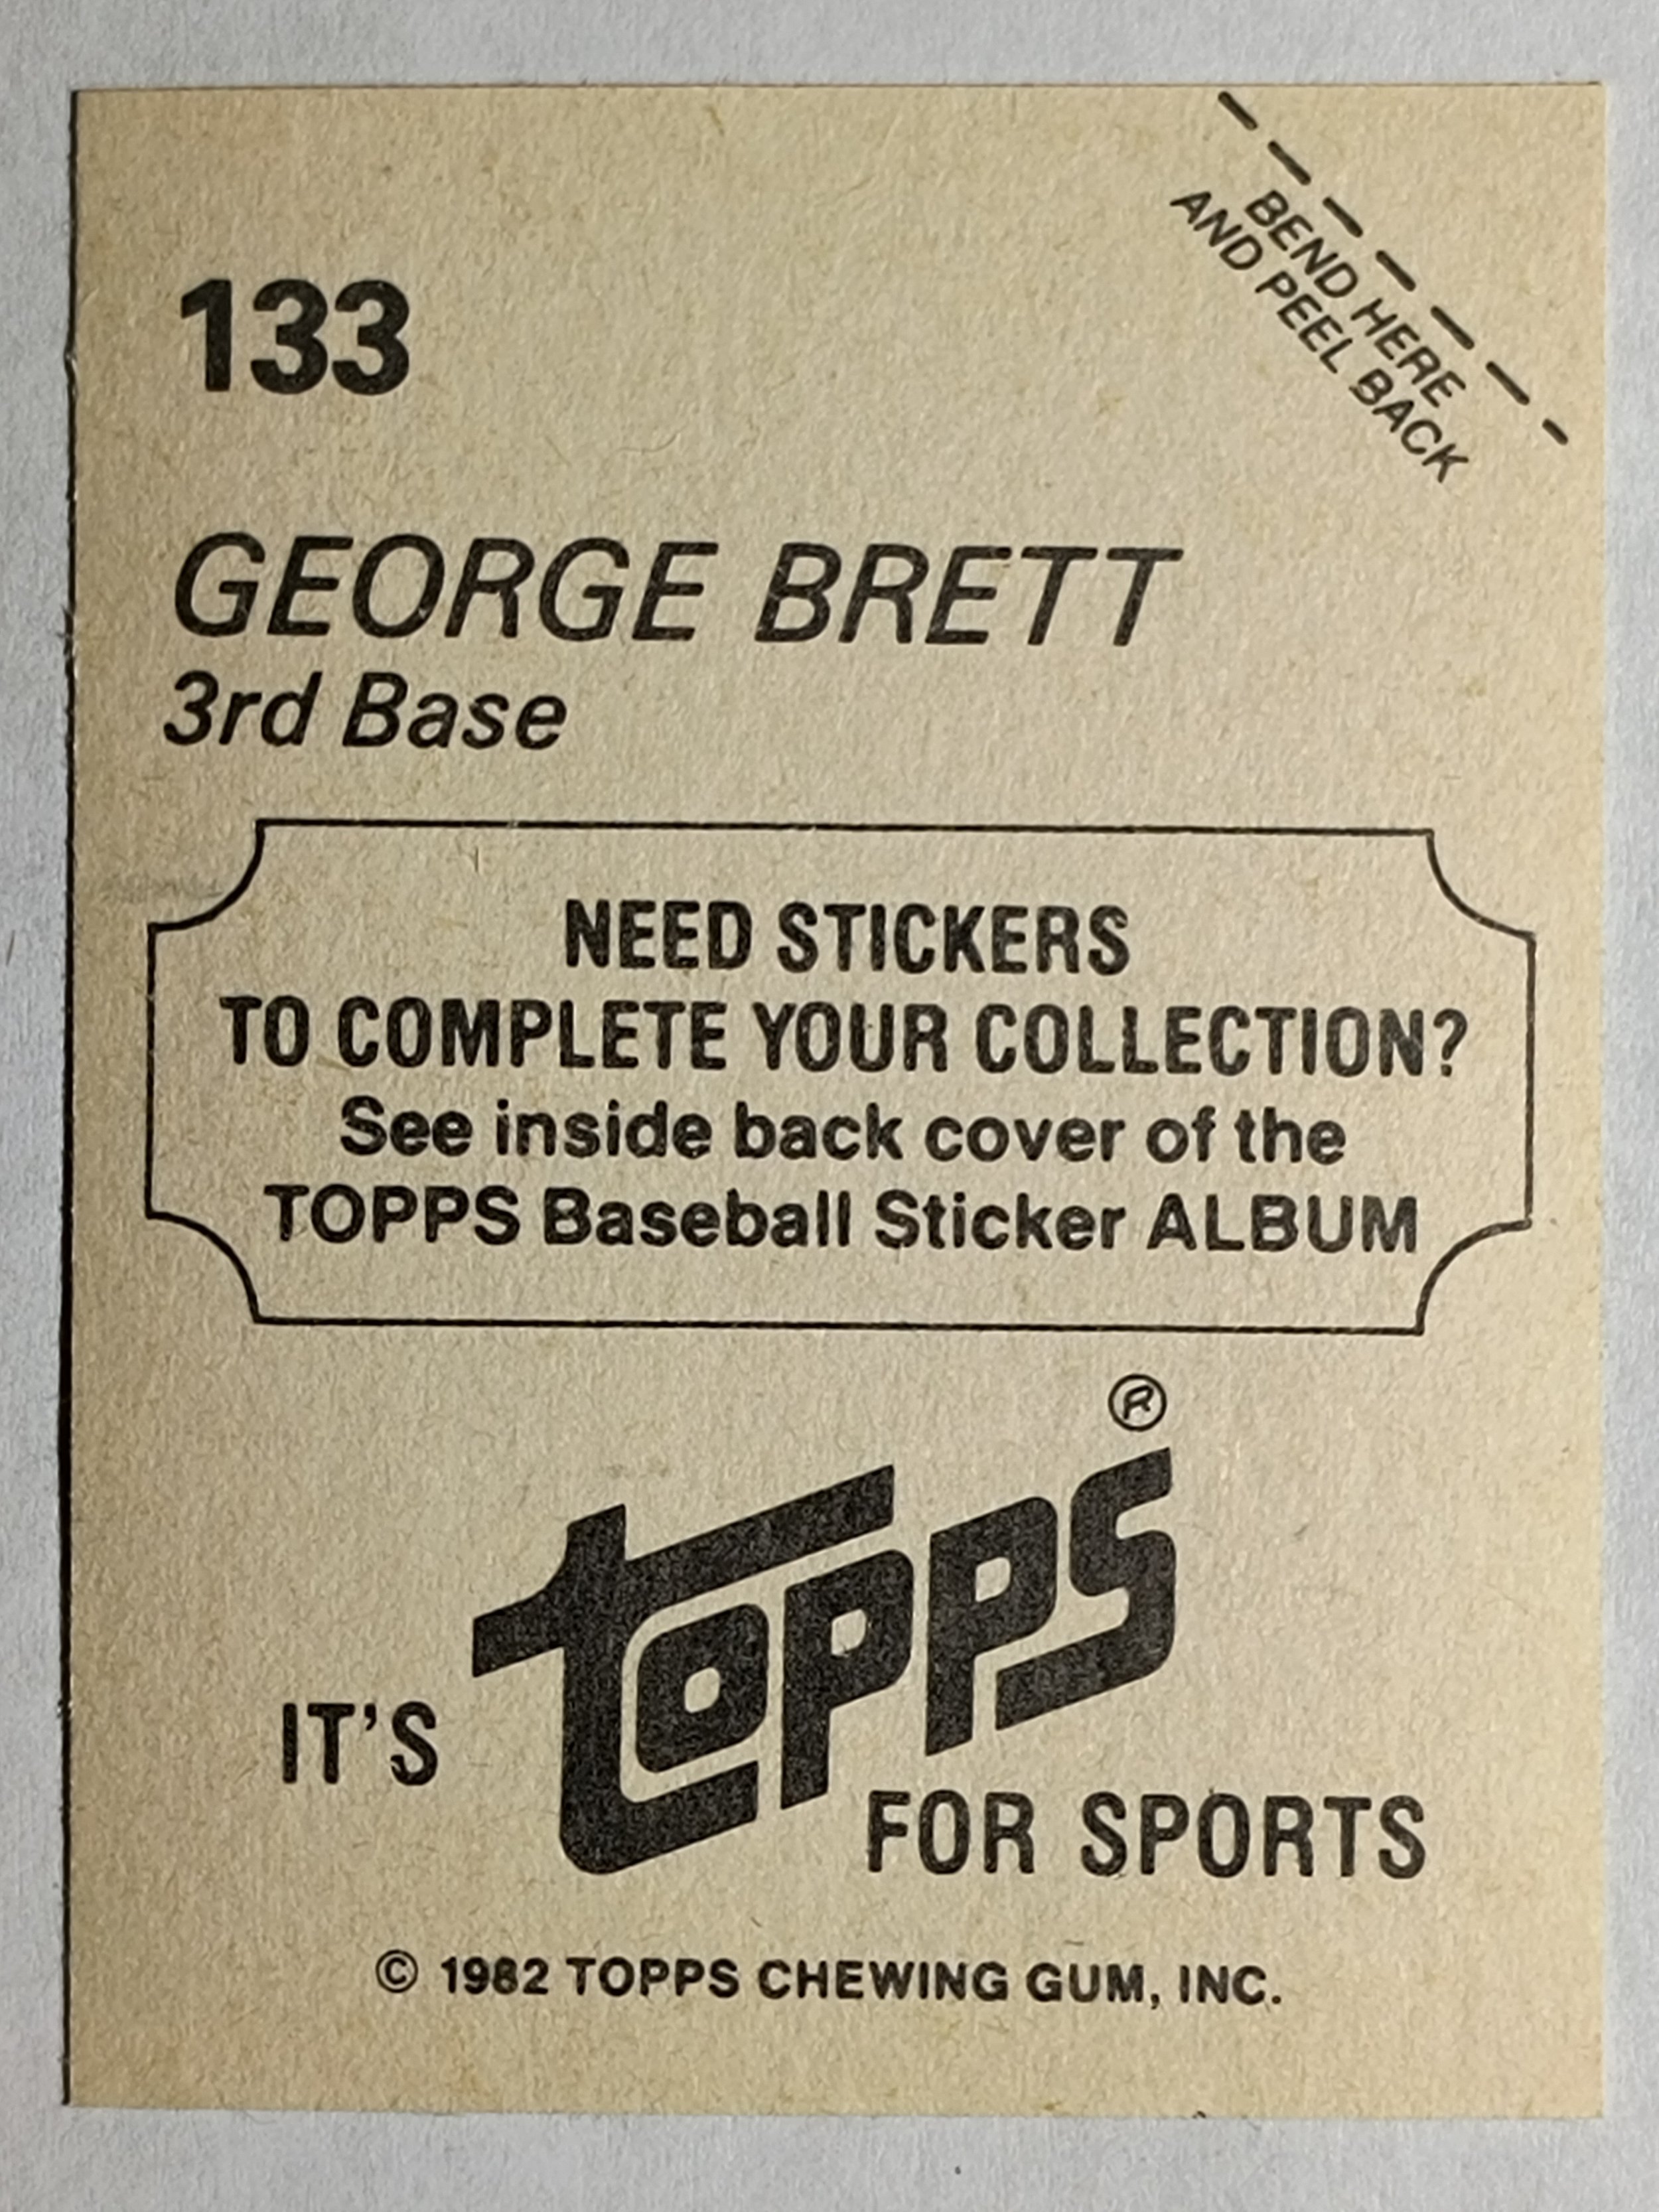 BEND HERE
AND PEEL BACK
133
GEORGE BRETT
3rd Base
NEED STICKERS
TO COMPLETE YOUR COLLECTION?
See inside back cover of the
TOPPS Baseball Sticker ALBUM
IT'S topps® FOR SPORTS
© 1982 TOPPS CHEWING GUM, INC.